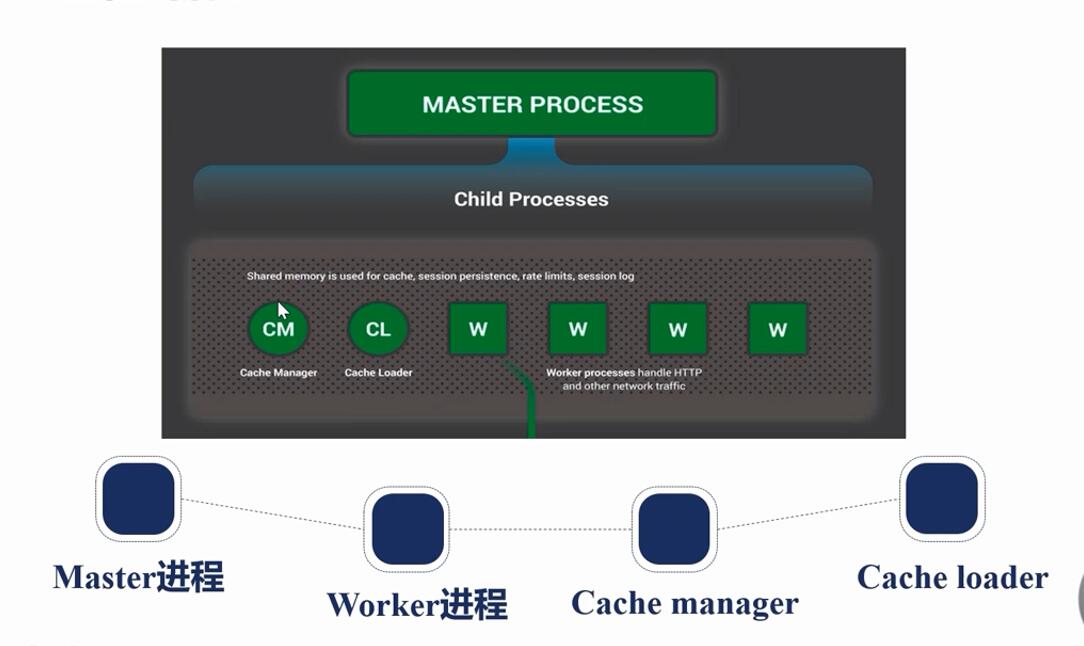 MASTER PROCESS
Child Processes
Shared memory is used for cache, session persistence, rate limits, session log
CM
CL
W
W
W
W
Cache Manager
Cache Loader
Worker processes handle HTTP
and other network traffic
Master进程
Worker进程
Cache manager
Cache loader